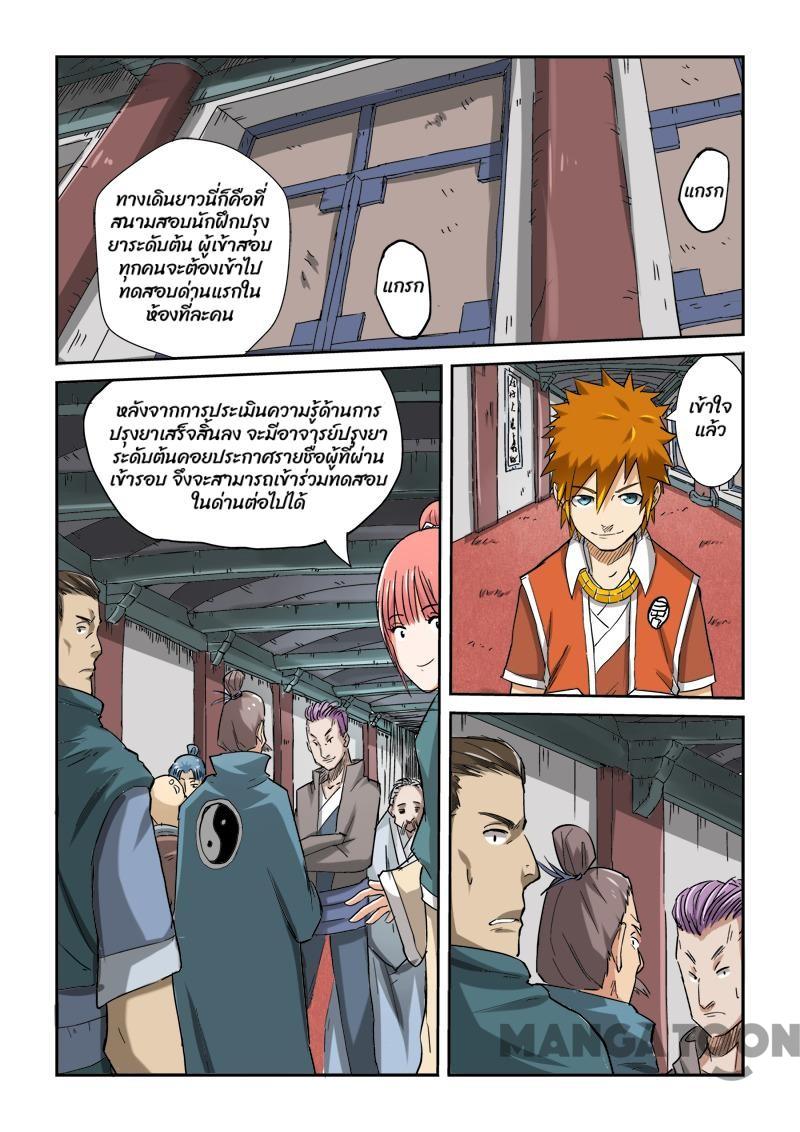 ทางเดินยาวนี่ก็คือที่
สนามสอบนักฝึกปรุง
ยาระดับต้น ผู้เข้าสอบ
ทุกคนจะต้องเข้าไป
ทดสอบด่านแรกใน
ห้องที่ละคน
แกรก
แกรก
หลังจากการประเมินความรู้ด้านการ
ปรุงยาเสร็จสิ้นลง จะมีอาจารย์ปรุงยา
ระดับต้นคอยประกาศรายชื่อผู้ที่ผ่าน
เข้ารอบ จึงจะสามารถเข้าร่วมทดสอบ
ในด่านต่อไปได้
เข้าใจ
แล้ว
MANGATOON